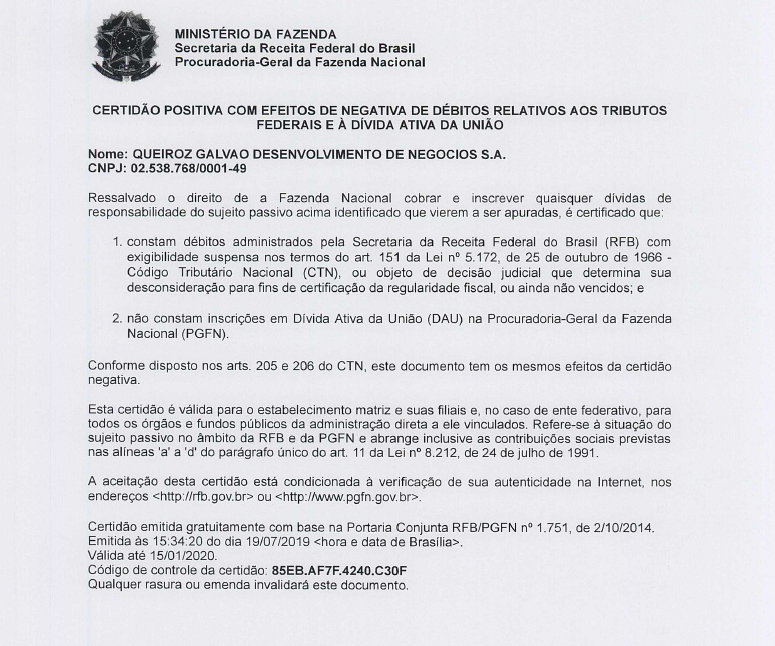 MINISTÉRIO DA FAZENDA
Secretaria da Receita Federal do Brasil
Procuradoria-Geral da Fazenda Nacional
CERTIDÃO POSITIVA COM EFEITOS DE NEGATIVA DE DÉBITOS RELATIVOS AOS TRIBUTOS
FEDERAIS E À DÍVIDA ATIVA DA UNIÃO
Nome: QUEIROZ GALVAO DESENVOLVIMENTO DE NEGOCIOS S.A.
CNPJ: 02.538.768/0001-49
Ressalvado o direito de a Fazenda Nacional cobrar e inscrever quaisquer dívidas de
responsabilidade do sujeito passivo acima identificado que vierem a ser apuradas, é certificado que:
1. constam débitos administrados pela Secretaria da Receita Federal do Brasil (RFB) com
exigibilidade suspensa nos termos do art. 151 da Lei nº 5.172, de 25 de outubro de 1966 -
Código Tributário Nacional (CTN), ou objeto de decisão judicial que determina sua
desconsideração para fins de certificação da regularidade fiscal, ou ainda não vencidos; e
2. não constam inscrições em Dívida Ativa da União (DAU) na Procuradoria-Geral da Fazenda
Nacional (PGFN).
Conforme disposto nos arts. 205 e 206 do CTN, este documento tem os mesmos efeitos da certidão
negativa.
Esta certidão é válida para o estabelecimento matriz e suas filiais e, no caso de ente federativo, para
todos os órgãos e fundos públicos da administração direta a ele vinculados. Refere-se à situação do
sujeito passivo no âmbito da RFB e da PGFN e abrange inclusive as contribuições sociais previstas
nas alíneas 'a' a 'd' do parágrafo único do art. 11 da Lei nº 8.212, de 24 de julho de 1991.
A aceitação desta certidão está condicionada à verificação de sua autenticidade na Internet, nos
endereços <http://rfb.gov.br> ou <http://www.pgfn.gov.br>.
Certidão emitida gratuitamente com base na Portaria Conjunta RFB/PGFN nº 1.751, de 2/10/2014.
Emitida às 15:34:20 do dia 19/07/2019 <hora e data de Brasília>.
Válida até 15/01/2020.
Código de controle da certidão: 85EB.AF7F.4240.C30F
Qualquer rasura ou emenda invalidará este documento.